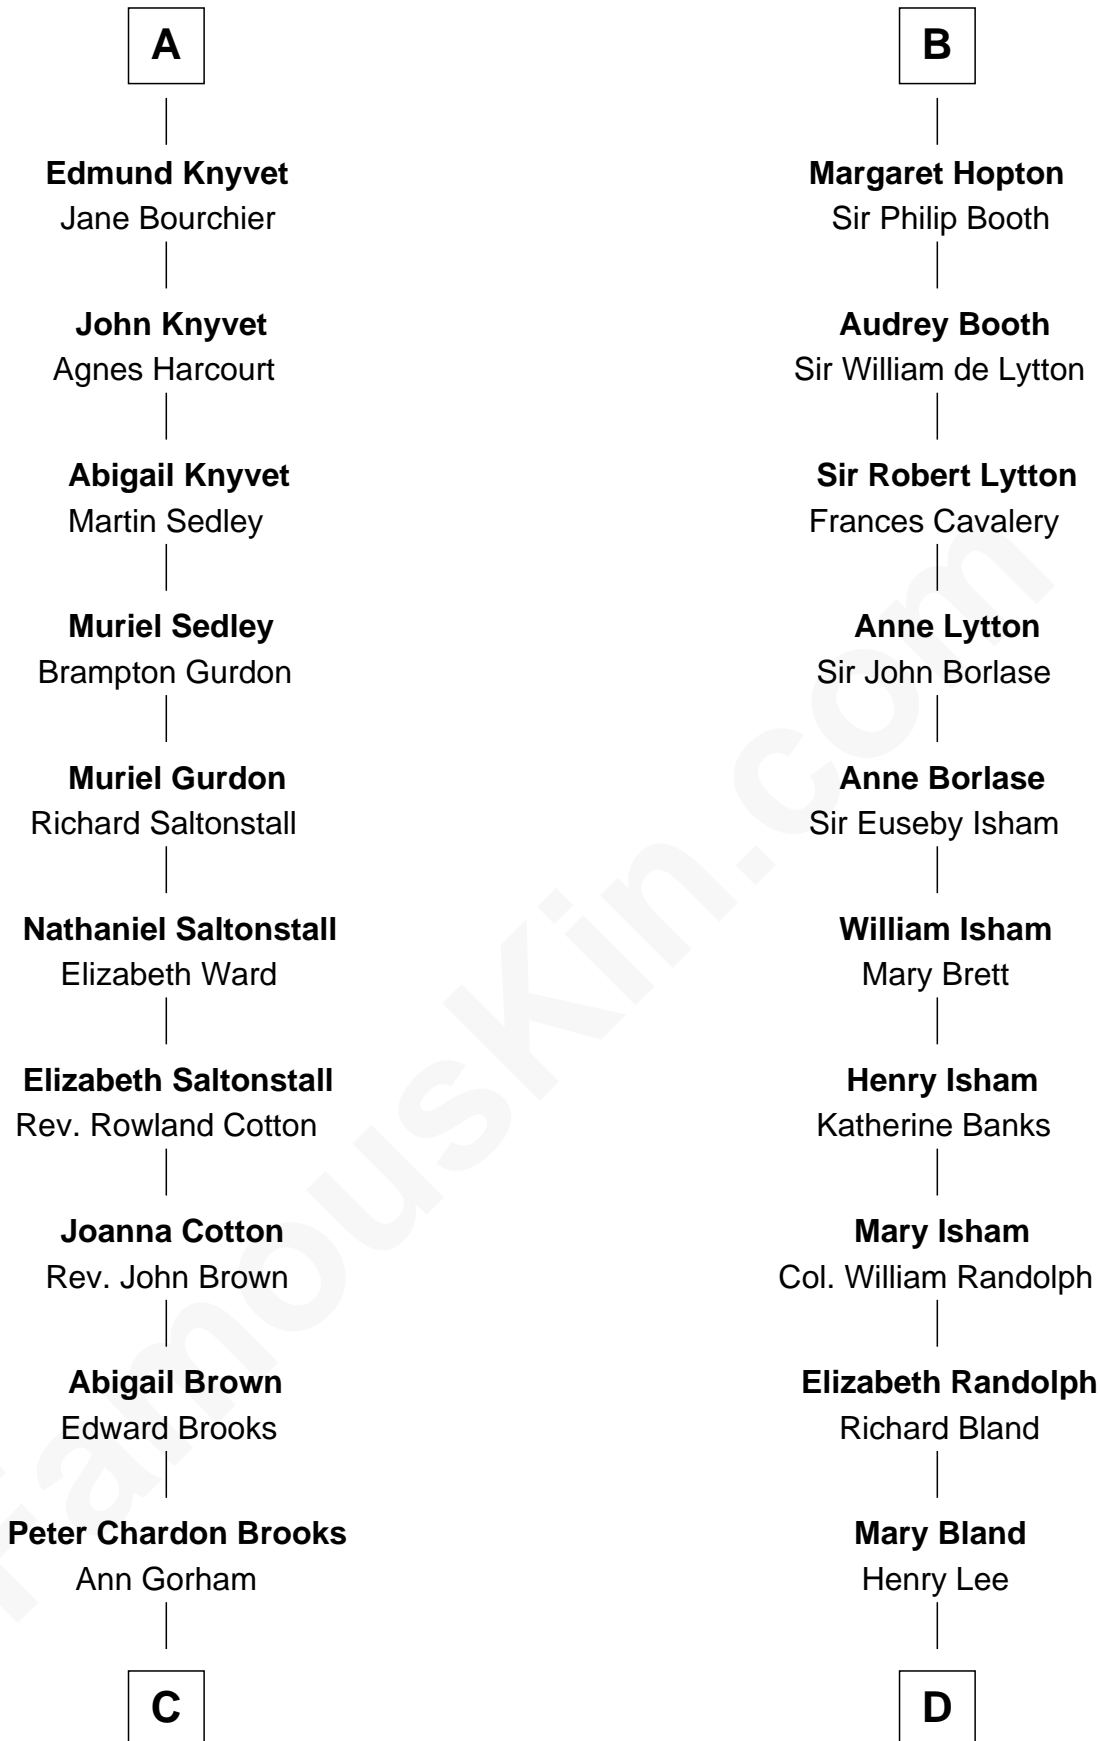 A
Edmund Knyvet
Jane Bourchier
John Knyvet
Agnes Harcourt
Abigail Knyvet
Martin Sedley
Muriel Sedley
Brampton Gurdon
Muriel Gurdon
Richard Saltonstall
Nathaniel Saltonstall
Elizabeth Ward
Elizabeth Saltonstall
Rev. Rowland Cotton
Joanna Cotton
Rev. John Brown
Abigail Brown
Edward Brooks
Peter Chardon Brooks
Ann Gorham
C
B
Margaret Hopton
Sir Philip Booth
Audrey Booth
Sir William de Lytton
Sir Robert Lytton
Frances Cavalery
Anne Lytton
Sir John Borlase
Anne Borlase
Sir Euseby Isham
William Isham
Mary Brett
Henry Isham
Katherine Banks
Mary Isham
Col. William Randolph
Elizabeth Randolph
Richard Bland
Mary Bland
Henry Lee
D
FamousKin.com